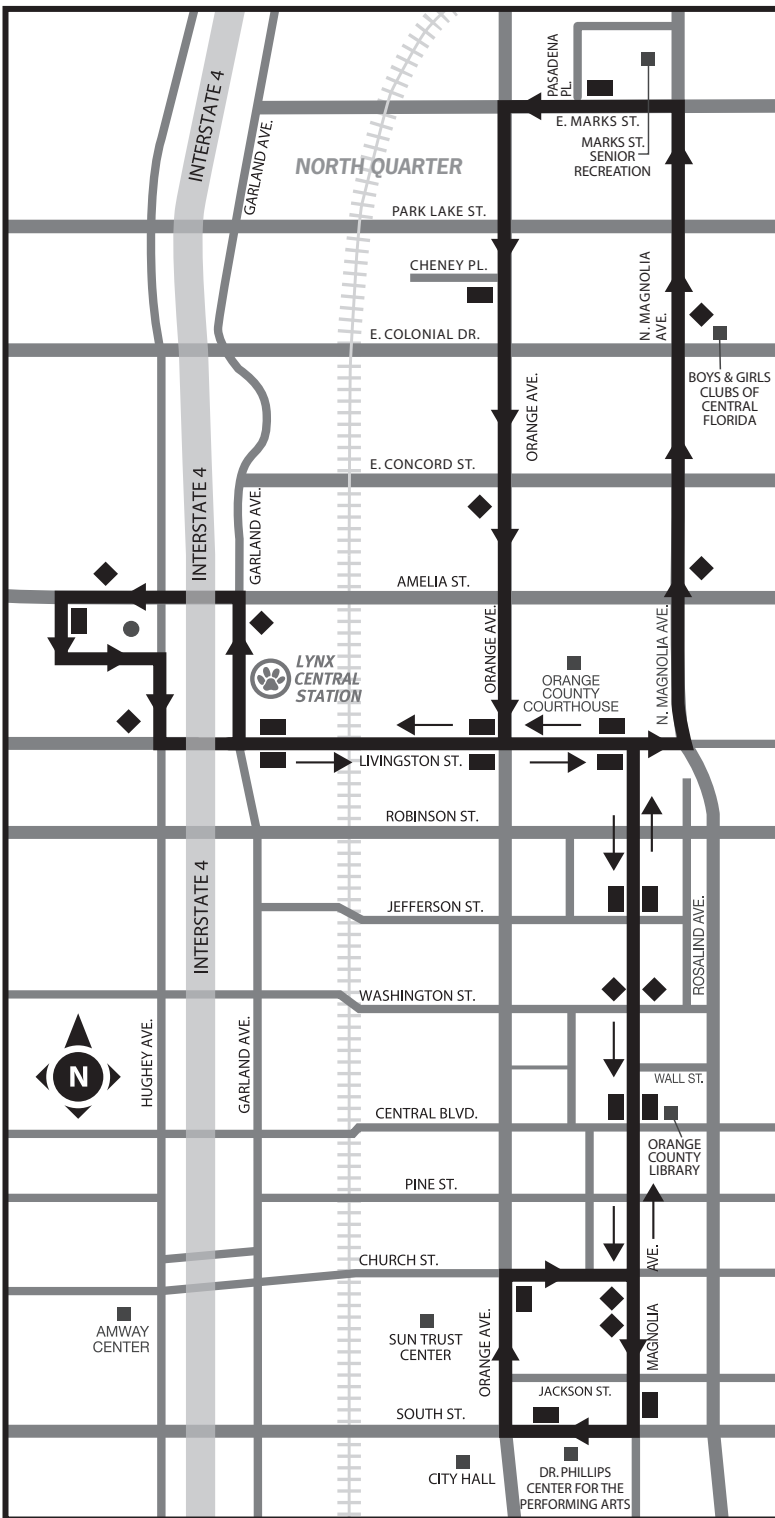 INTERSTATE 4
GARLAND AVE.
NORTH QUARTER
PASADENA
PL.
E. MARKS ST.
MARKS ST.
SENIOR
RECREATION
PARK LAKE ST.
CHENEY PL.
N. MAGNOLIA
AVE.
E. COLONIAL DR.
BOYS & GIRLS
CLUBS OF
CENTRAL
FLORIDA
ORANGE AVE.
E. CONCORD ST.
INTERSTATE 4
GARLAND AVE.
AMELIA ST.
ORANGE AVE.
N. MAGNOLIA AVE.
LYNX
CENTRAL
STATION
ORANGE
COUNTY
COURTHOUSE
LIVINGSTON ST.
ROBINSON ST.
INTERSTATE 4
JEFFERSON ST.
ROSALIND AVE.
WASHINGTON ST.
HUGHEY AVE.
GARLAND AVE.
N
WALL ST.
CENTRAL BLVD.
ORANGE
COUNTY
LIBRARY
PINE ST.
CHURCH ST.
MAGNOLIA AVE.
AMWAY
CENTER
SUN TRUST
CENTER
ORANGE AVE.
JACKSON ST.
SOUTH ST.
CITY HALL
DR. PHILLIPS
CENTER FOR THE
PERFORMING ARTS